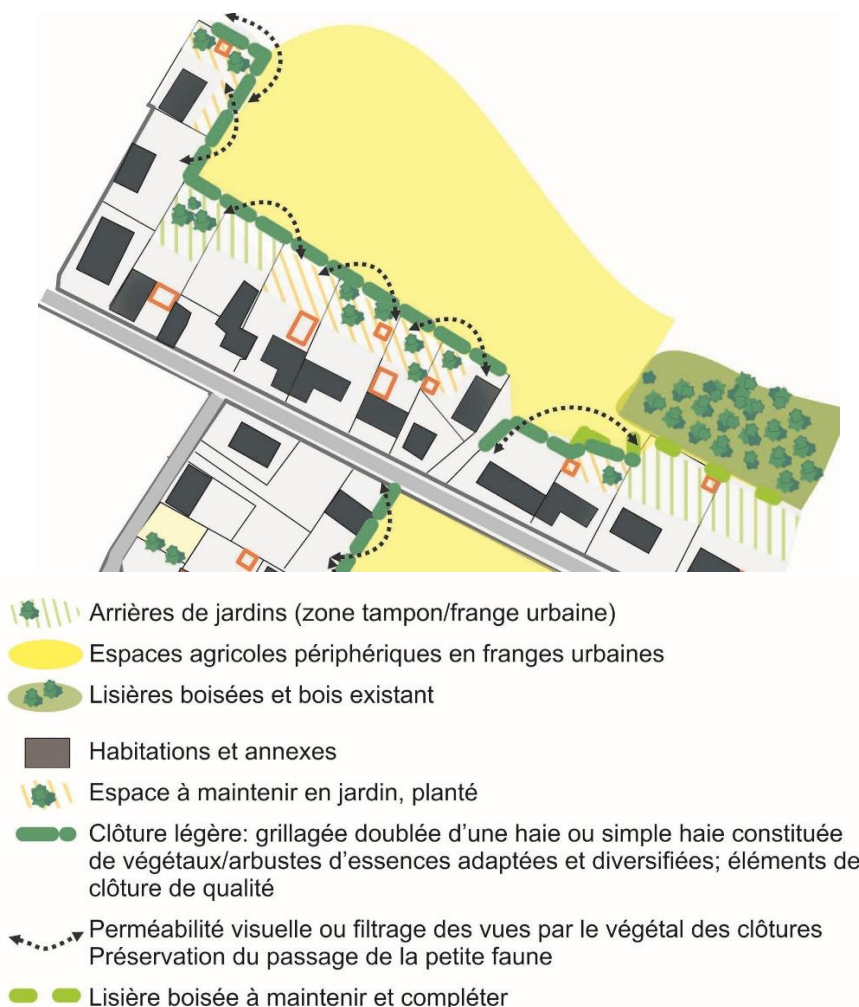 Arrières de jardins (zone tampon/frange urbaine)
Espaces agricoles périphériques en franges urbaines
Lisières boisées et bois existant
Habitations et annexes
Espace à maintenir en jardin, planté
Clôture légère: grillagée doublée d'une haie ou simple haie constituée
de végétaux/arbustes d'essences adaptées et diversifiées; éléments de
clôture de qualité
Perméabilité visuelle ou filtrage des vues par le végétal des clôtures
Préservation du passage de la petite faune
Lisière boisée à maintenir et compléter